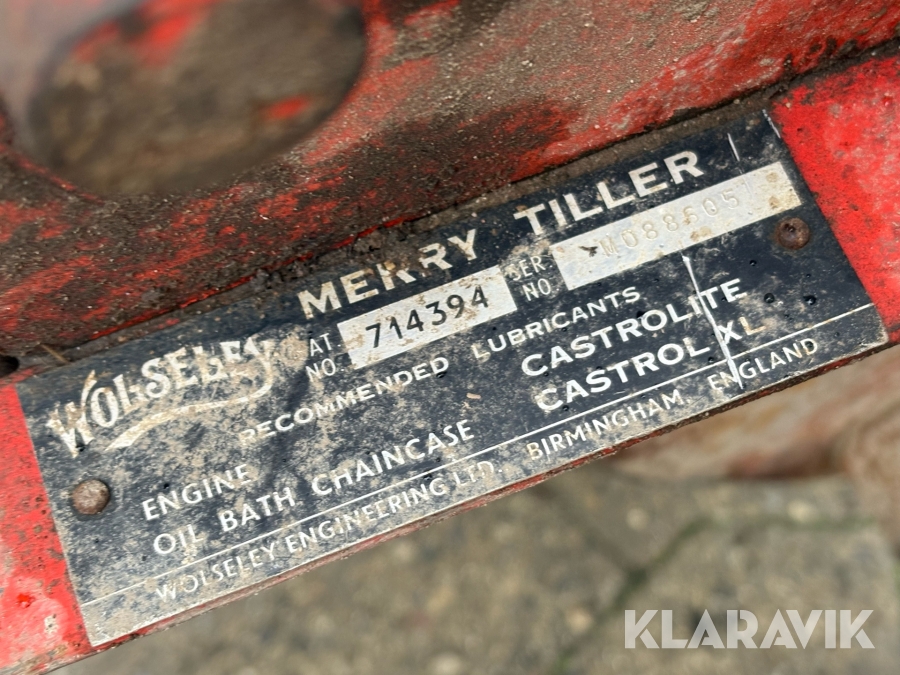 WOLSELEY MERRY TILLER
CAT. NO. 714394 SER. NO.
RECOMMENDED LUBRICANTS
ENGINE CASTROLITE
OIL BATH CHAINCASE CASTROL XL
WOLSELEY ENGINEERING LTD. BIRMINGHAM, ENGLAND
KLARAVIK